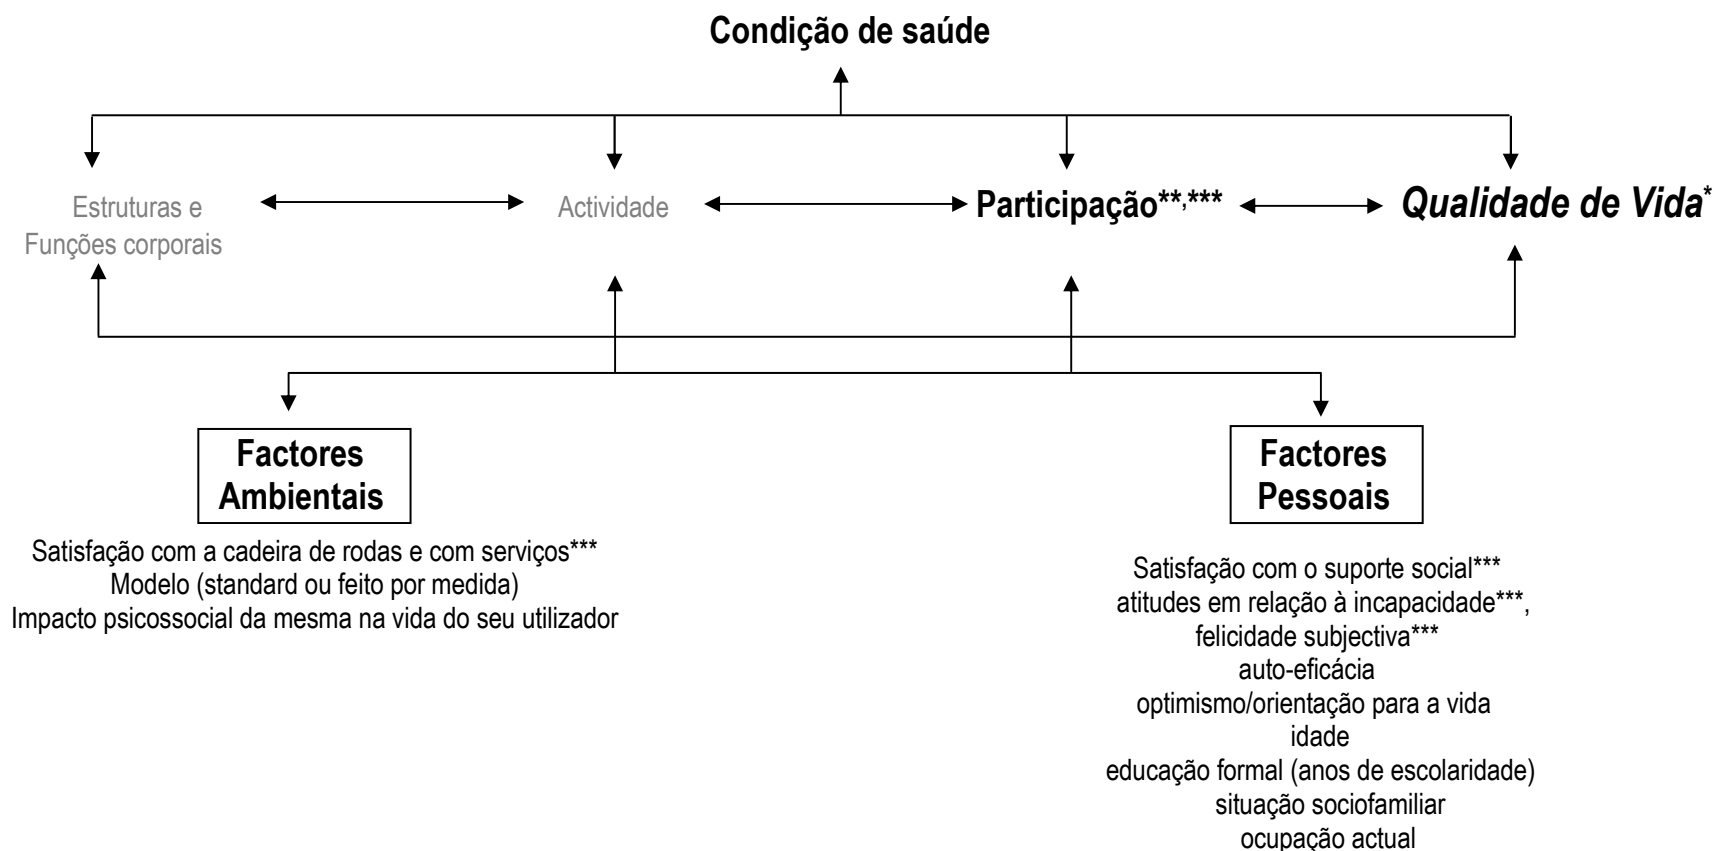 Condição de saúde
Estruturas e
Funções corporais
Actividade
Participação**,***
Qualidade de Vida*
Factores
Ambientais
Satisfação com a cadeira de rodas e com serviços***
Modelo (standard ou feito por medida)
Impacto psicossocial da mesma na vida do seu utilizador
Factores
Pessoais
Satisfação com o suporte social***
atitudes em relação à incapacidade***,
felicidade subjectiva***
auto-eficácia
optimismo/orientação para a vida
idade
educação formal (anos de escolaridade)
situação sociofamiliar
ocupação actual